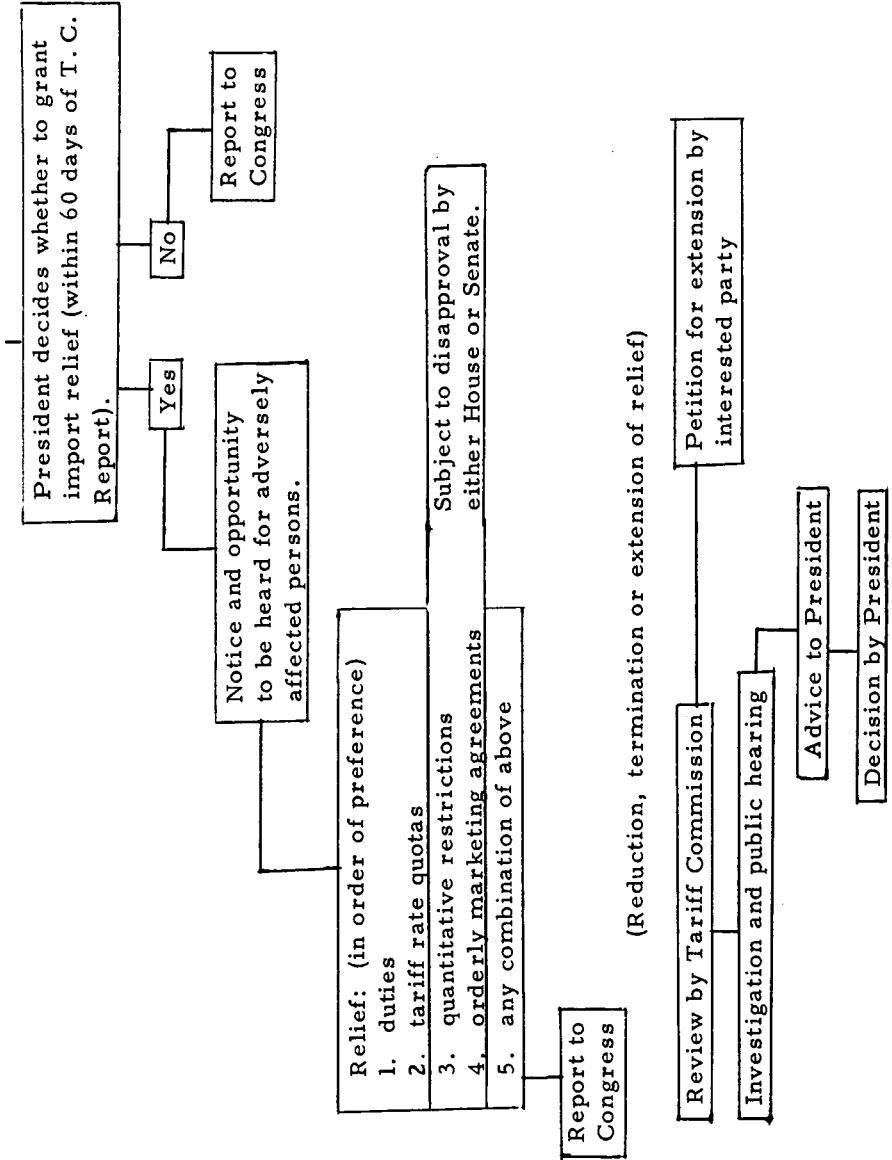 President decides whether to grant
import relief (within 60 days of T. C.
Report).
Yes
No
Report to
Congress
Notice and opportunity
to be heard for adversely
affected persons.
Relief: (in order of preference)
1. duties
2. tariff rate quotas
3. quantitative restrictions
4. orderly marketing agreements
5. any combination of above
Subject to disapproval by
either House or Senate.
Report to
Congress
(Reduction, termination or extension of relief)
Review by Tariff Commission
Petition for extension by
interested party
Investigation and public hearing
Advice to President
Decision by President